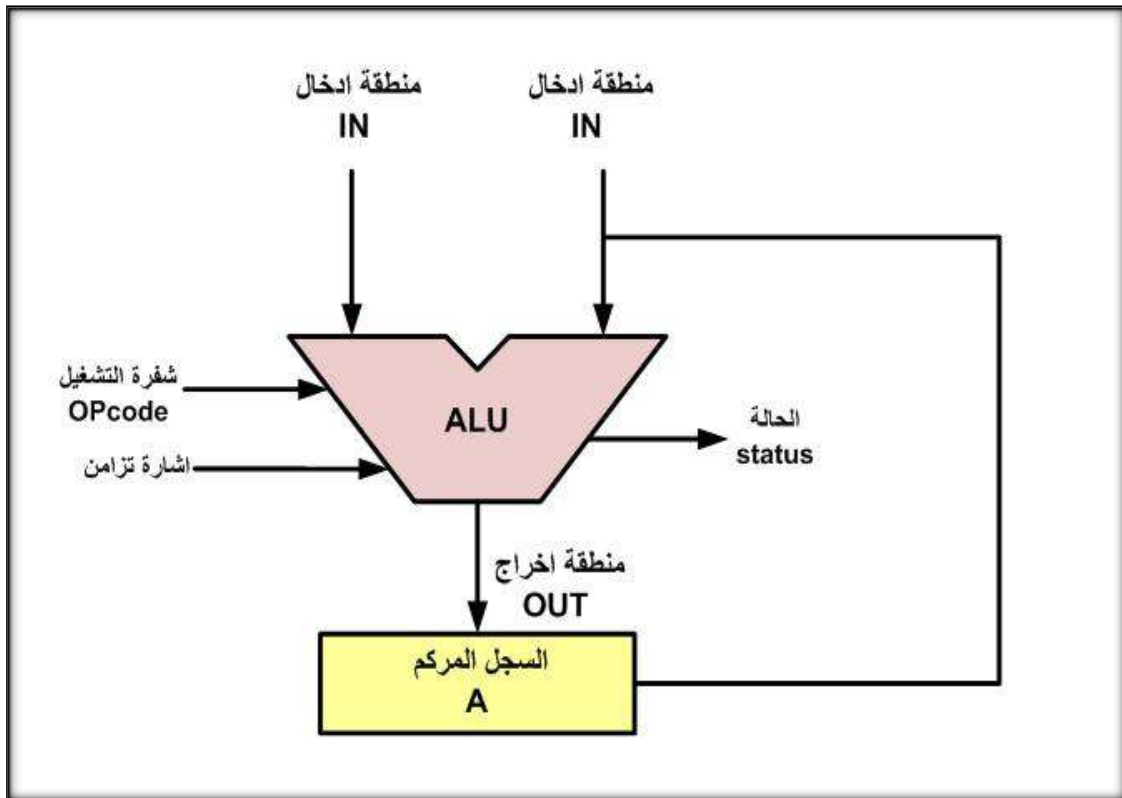 منطقة ادخال
IN
منطقة ادخال
IN
شفرة التشغيل
OPcode
اشارة تزامن
ALU
الحالة
status
منطقة اخراج
OUT
السجل المركم
A